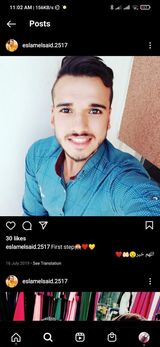 11:02 AM | 156KB/s
Posts
eslamelsaid.2517
30 likes
eslamelsaid.2517 First step🙈❤️💛
اللهم خير😍🤲❤️
16 July 2019 • See Translation
eslamelsaid.2517